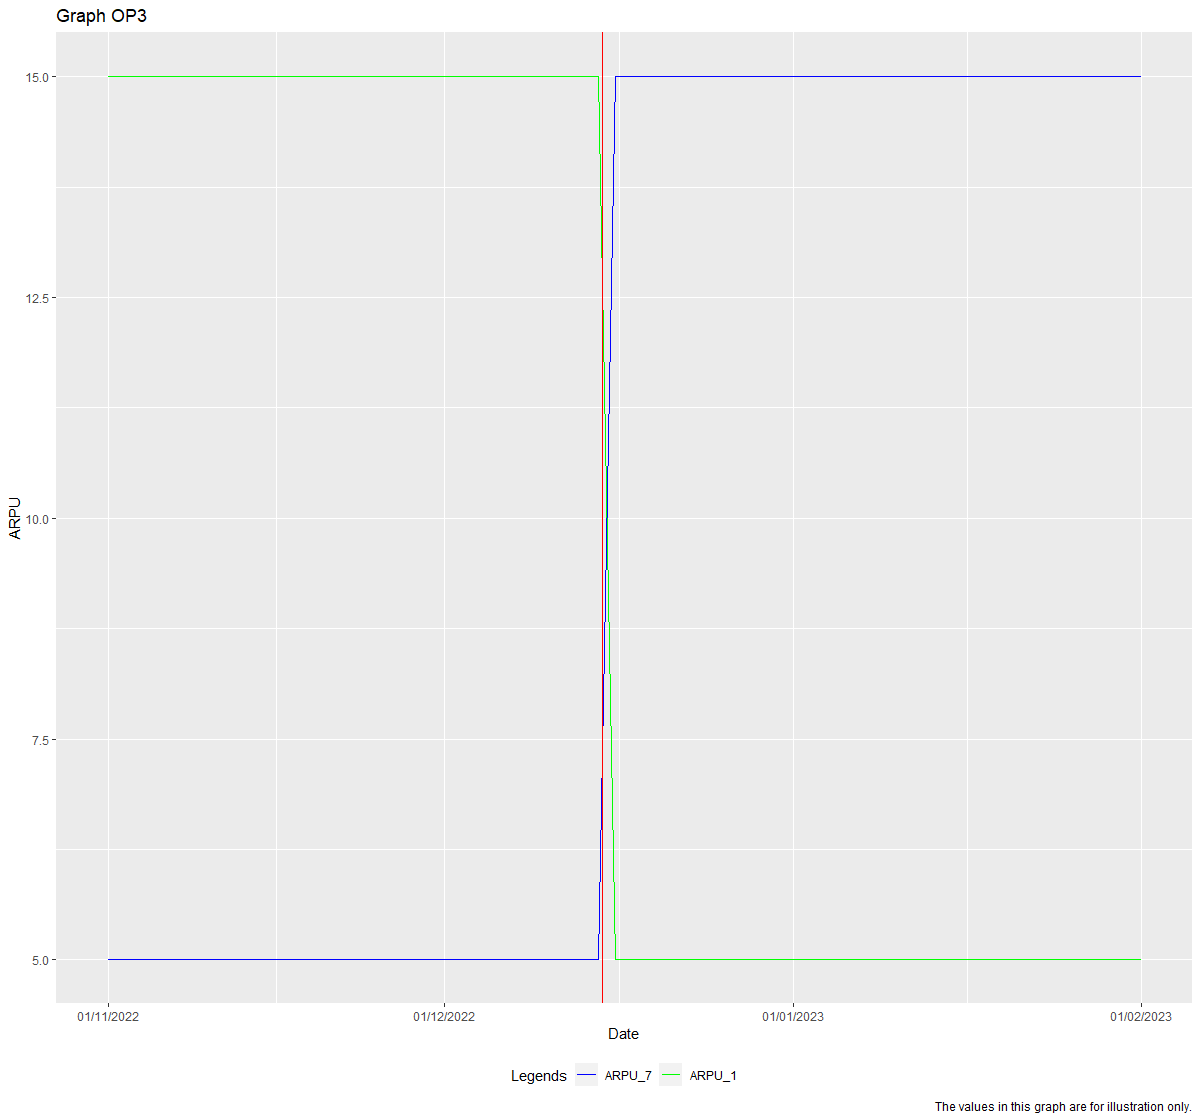 Graph OP3
ARPU
15.0
12.5
10.0
7.5
5.0
01/11/2022 01/12/2022 01/01/2023 01/02/2023
Date
Legends ARPU_7 ARPU_1
The values in this graph are for illustration only.